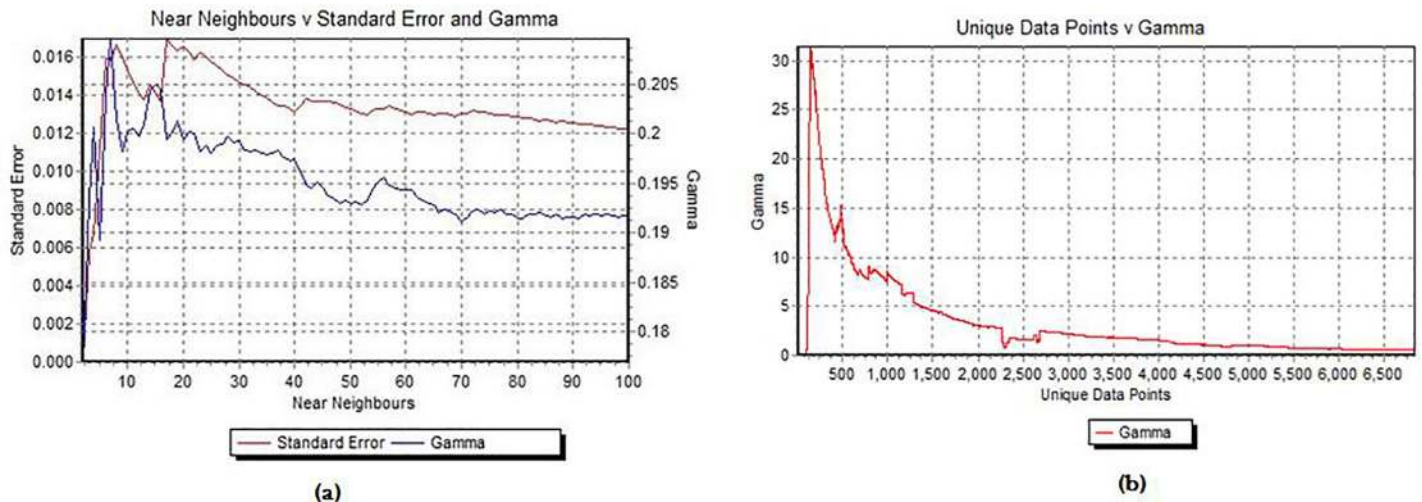 Near Neighbours v Standard Error and Gamma
0.016
0.014
0.012
0.010
0.008
0.006
0.004
0.002
0.000
Standard Error
0.205
0.2
0.195
0.19
0.185
0.18
Gamma
10 20 30 40 50 60 70 80 90 100
Near Neighbours
Standard Error Gamma
(a)
Unique Data Points v Gamma
30
25
20
15
10
5
0
Gamma
500 1,000 1,500 2,000 2,500 3,000 3,500 4,000 4,500 5,000 5,500 6,000 6,500
Unique Data Points
Gamma
(b)